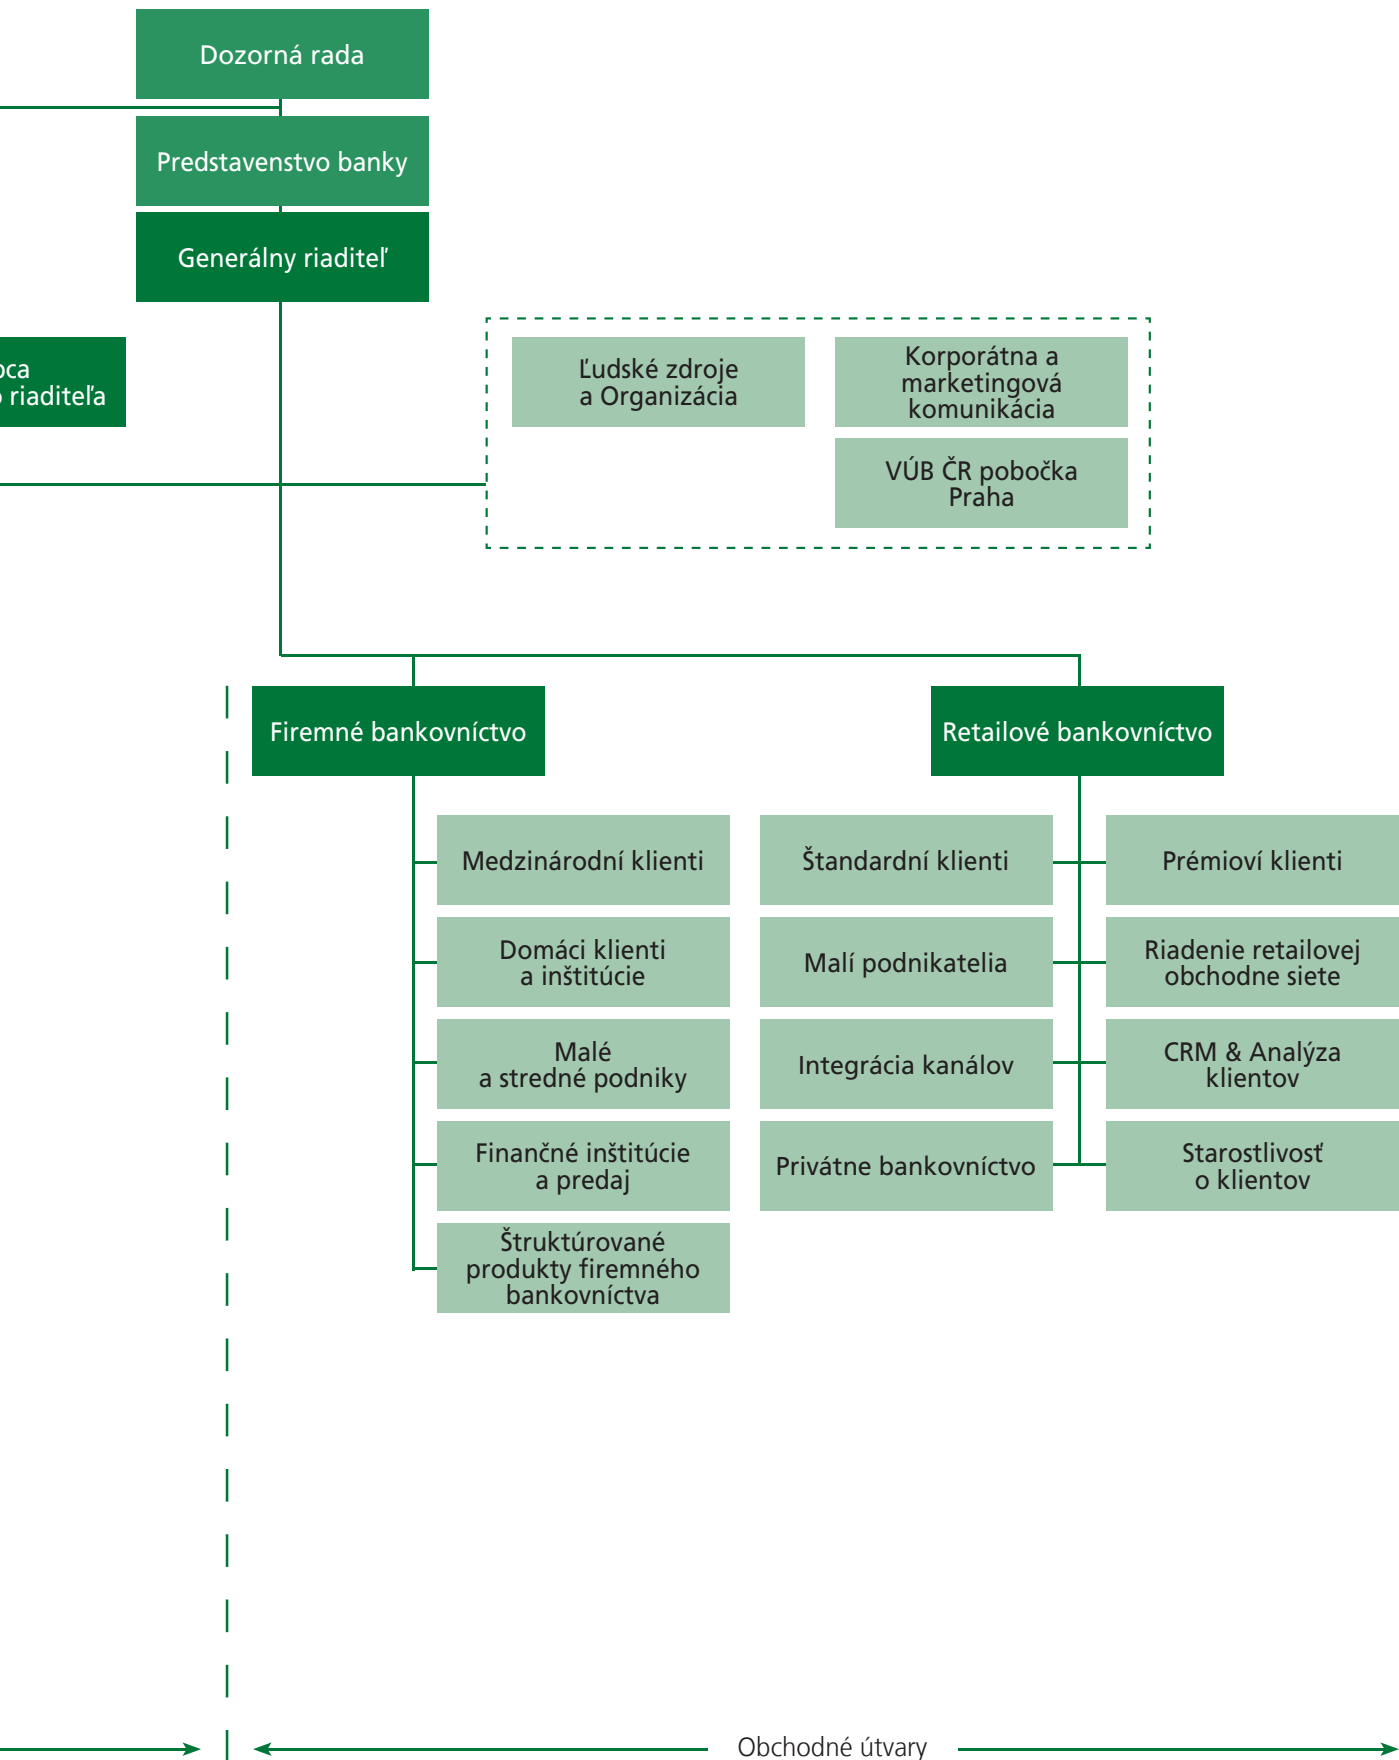 Dozorná rada
Predstavenstvo banky
Generálny riaditeľ
riaditeľa
Ľudské zdroje
a Organizácia
Korporátna a
marketingová
komunikácia
VÚB ČR pobočka
Praha
Firemné bankovníctvo
Retailové bankovníctvo
Medzinárodní klienti
Domáci klienti
a inštitúcie
Malé
a stredné podniky
Finančné inštitúcie
a predaj
Štruktúrované
produkty firemného
bankovníctva
Štandardní klienti
Malí podnikatelia
Integrácia kanálov
Privátne bankovníctvo
Prémioví klienti
Riadenie retailovej
obchodne siete
CRM & Analýza
klientov
Starostlivosť
o klientov
Obchodné útvary